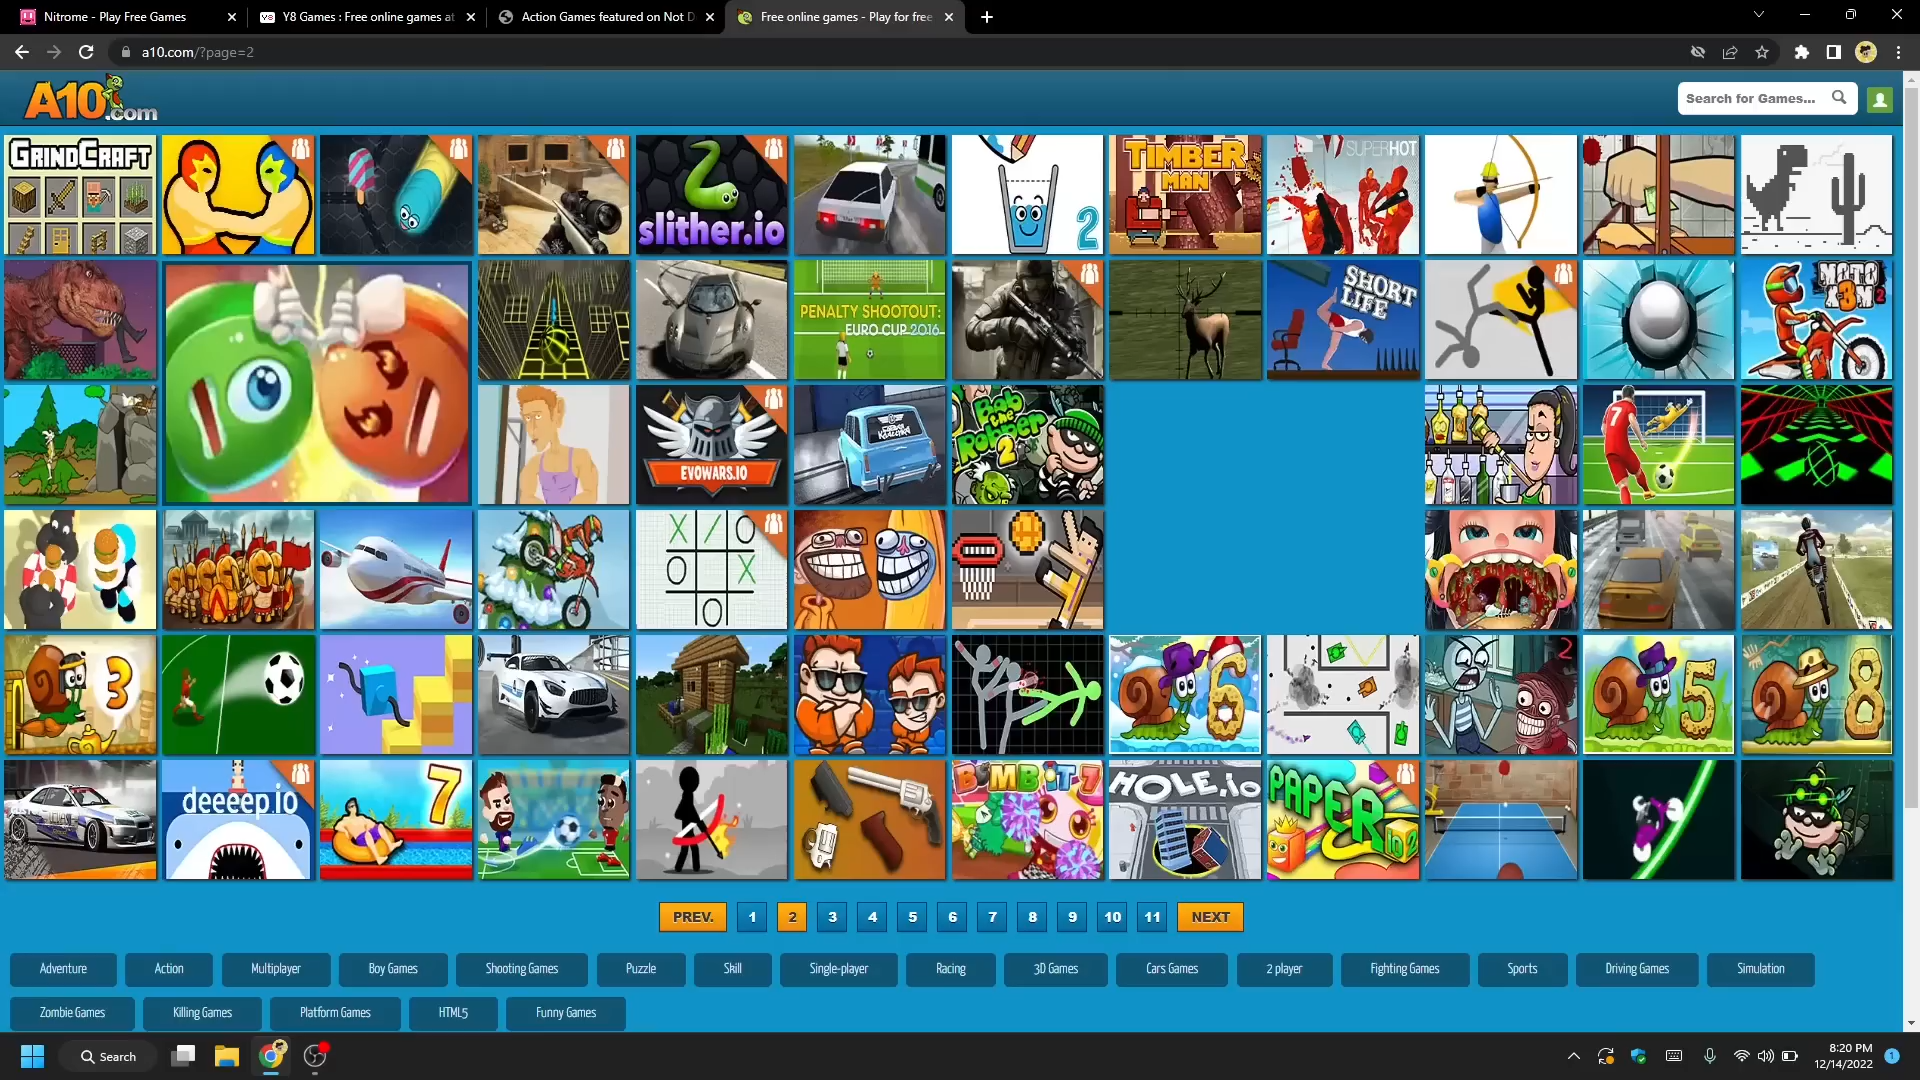 Nitrome - Play Free Games
Y8 Games : Free online games at
Action Games featured on Not D
Free online games - Play for free
a10.com/?page=2
A10.com
Search for Games...
GRINDCRAFT
slither.io
2
TIMBER
MAN
SUPERHOT
PENALTY SHOOTOUT:
EURO CUP 2016
SHORT
LIFE
MOTO
X3M
2
EVOWARS.IO
Bob
the
Robber
2
7
X / O
O X
O
3
6
2
5
8
deeeep.io
7
BOMB IT 7
HOLE.io
PAPER
io 2
PREV.
1
2
3
4
5
6
7
8
9
10
11
NEXT
Adventure
Action
Multiplayer
Boy Games
Shooting Games
Puzzle
Skill
Single-player
Racing
3D Games
Cars Games
2 player
Fighting Games
Sports
Driving Games
Simulation
Zombie Games
Killing Games
Platform Games
HTML5
Funny Games
Search
8:20 PM
12/14/2022
1